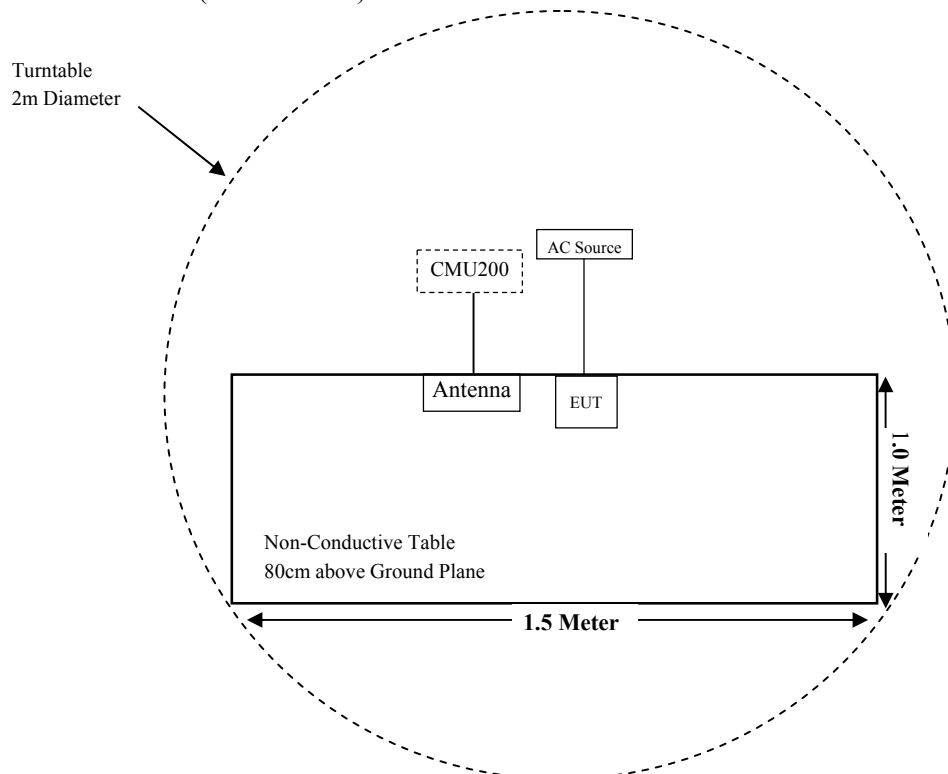 Turntable
2m Diameter
AC Source
CMU200
Antenna
EUT
1.0 Meter
Non-Conductive Table
80cm above Ground Plane
1.5 Meter